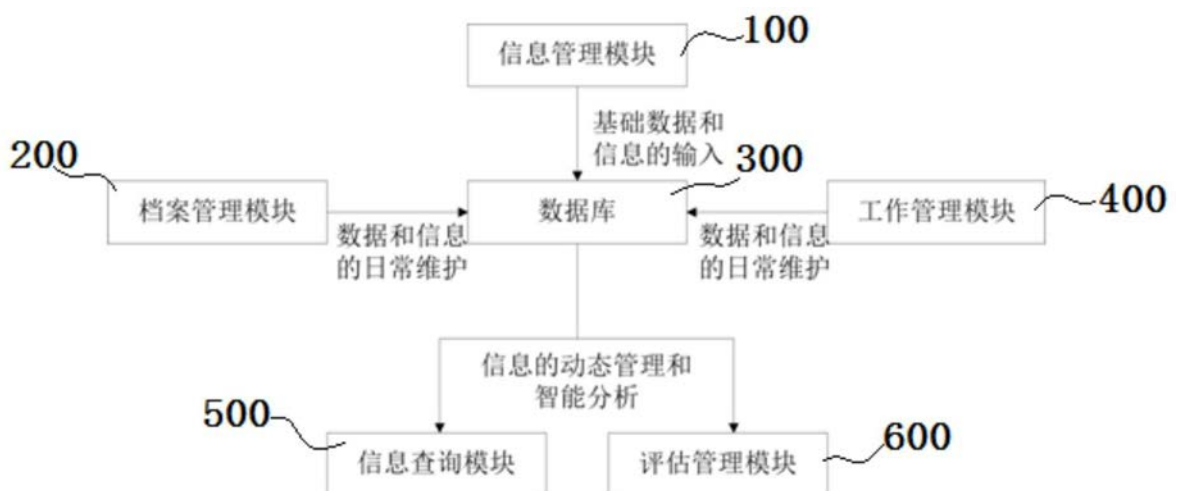 信息管理模块
100
基础数据和
信息的输入
200
档案管理模块
300
数据库
400
工作管理模块
数据和信息
的日常维护
数据和信息
的日常维护
信息的动态管理和
智能分析
500
信息查询模块
600
评估管理模块